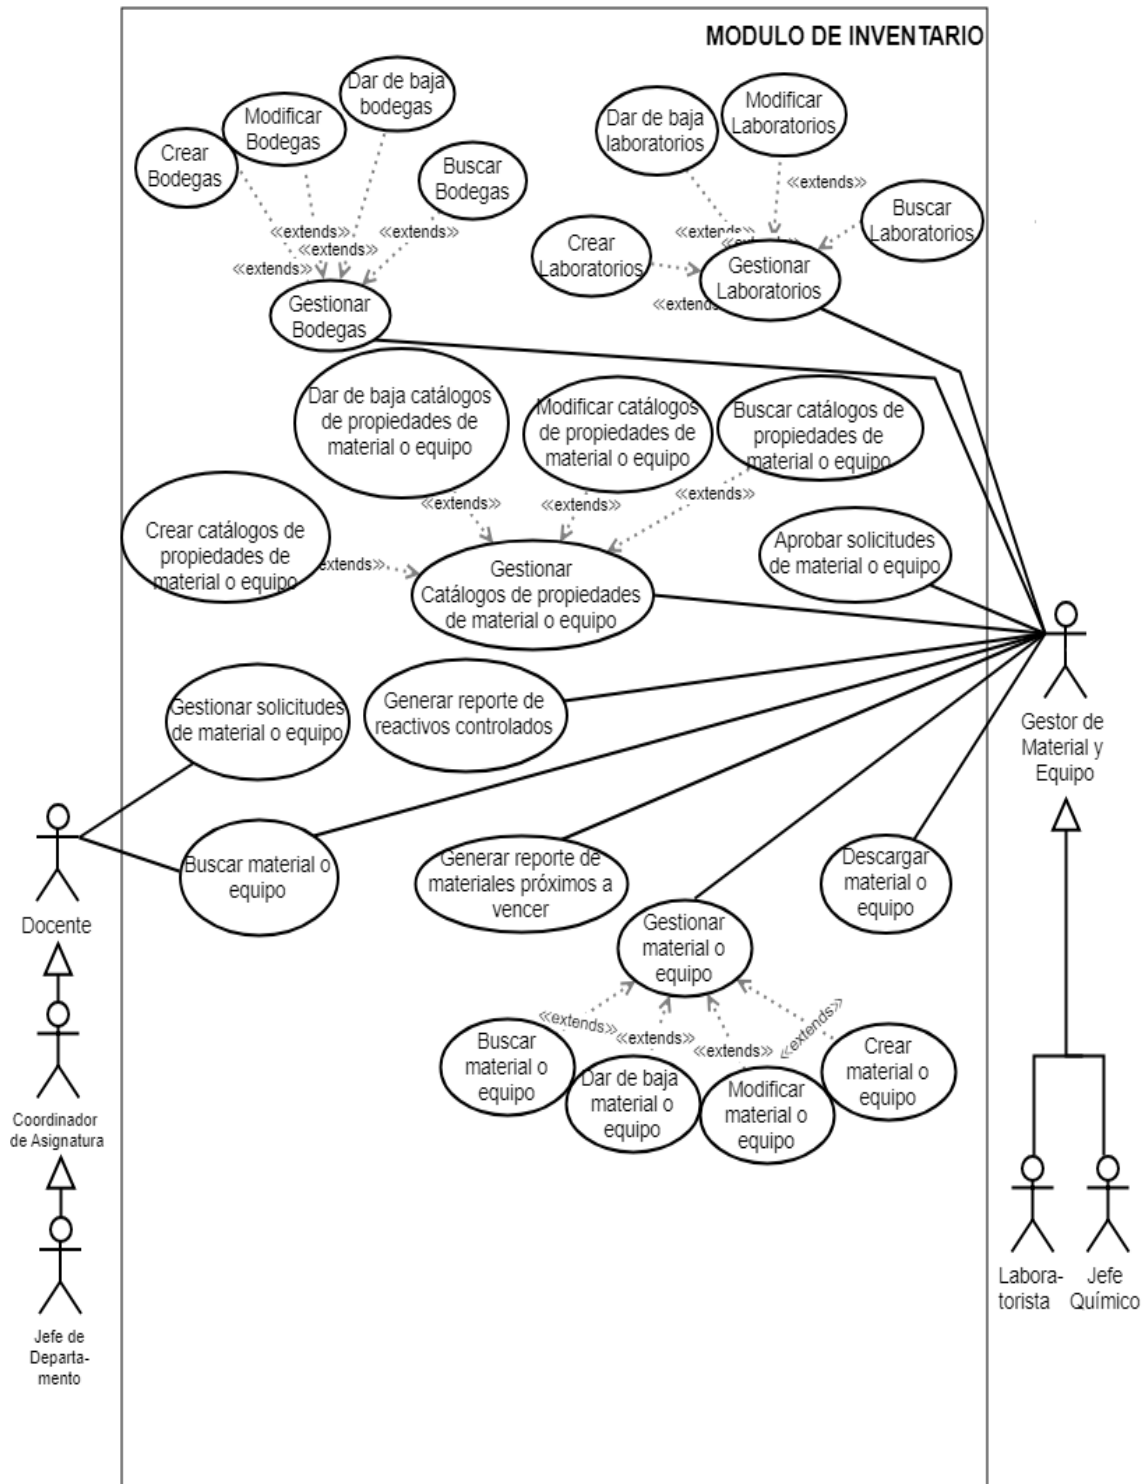 MODULO DE INVENTARIO
Dar de baja
bodegas
Modificar
Bodegas
Crear
Bodegas
Buscar
Bodegas
«extends»
«extends»
«extends»
«extends»
Gestionar
Bodegas
Modificar
Laboratorios
Dar de baja
laboratorios
«extends»
Buscar
Laboratorios
«extends»
Crear
Laboratorios
Gestionar
Laboratorios
«extends
Dar de baja catálogos
de propiedades de
material o equipo
Modificar catálogos
de propiedades de
material o equipo
Buscar catálogos de
propiedades de
material o equipo
«extends»
«extends»
«extends»
Crear catálogos de
propiedades de
material o equipo
extends»
Gestionar
Catálogos de propiedades
de material o equipo
Aprobar solicitudes
de material o equipo
Gestionar solicitudes
de material o equipo
Generar reporte de
reactivos controlados
Gestor de
Material y
Equipo
Buscar material o
equipo
Generar reporte de
materiales próximos a
vencer
Descargar
material o
equipo
Docente
Gestionar
material o
equipo
«extends»
«extends»
«extends»
«extends»
Buscar
material o
equipo
Dar de baja
material o
equipo
Modificar
material o
equipo
Crear
material o
equipo
Coordinador
de Asignatura
Jefe de
Departa-
mento
Labora-
torista
Jefe
Químico